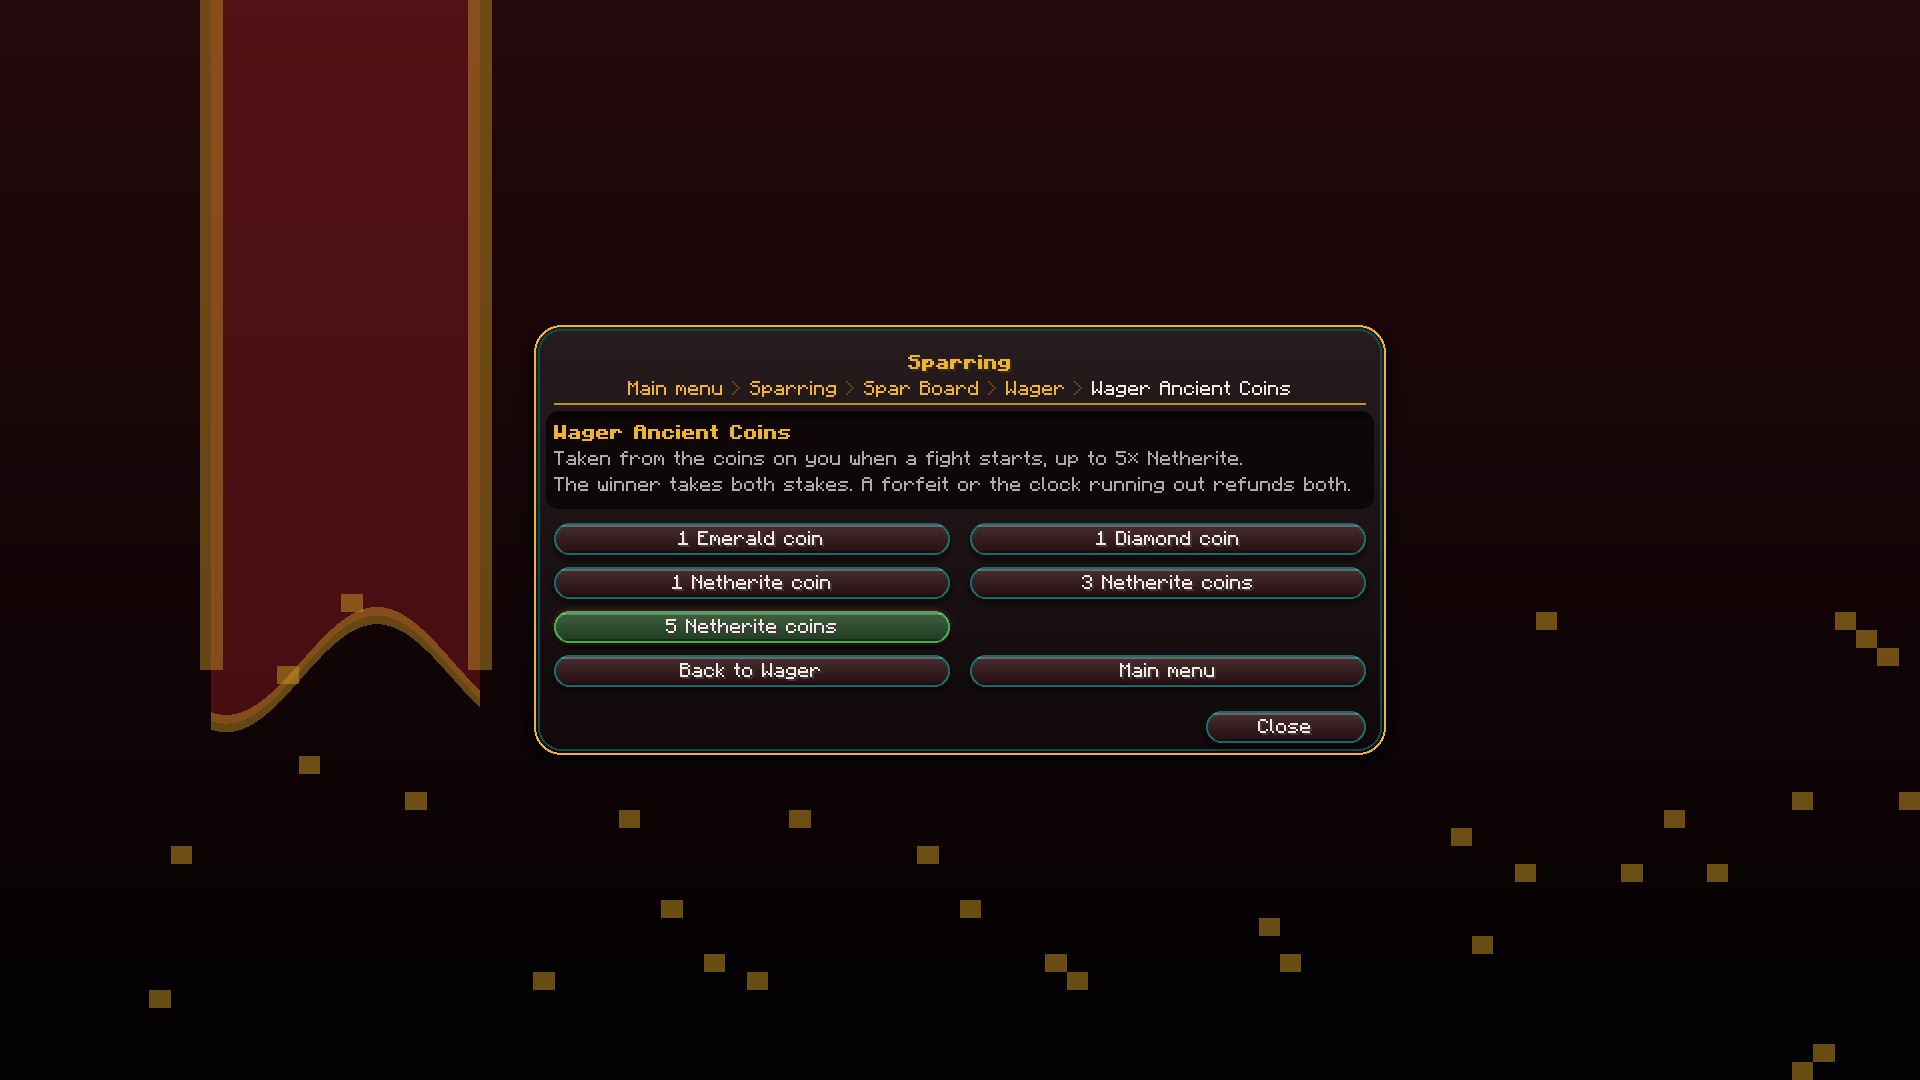 Sparring
Main menu > Sparring > Spar Board > Wager > Wager Ancient Coins
Wager Ancient Coins
Taken from the coins on you when a fight starts, up to 5× Netherite.
The winner takes both stakes. A forfeit or the clock running out refunds both.
1 Emerald coin
1 Diamond coin
1 Netherite coin
3 Netherite coins
5 Netherite coins
Back to Wager
Main menu
Close